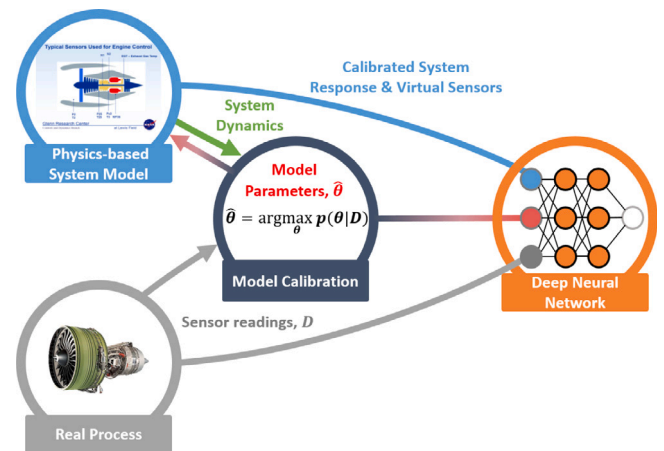 Typical Sensors Used for Engine Control
Calibrated System
Response & Virtual Sensors
System
Dynamics
Physics-based
System Model
Model
Parameters, θ̂
θ̂ = argmax p(θ|D)
θ
Model Calibration
Deep Neural
Network
Sensor readings, D
Real Process